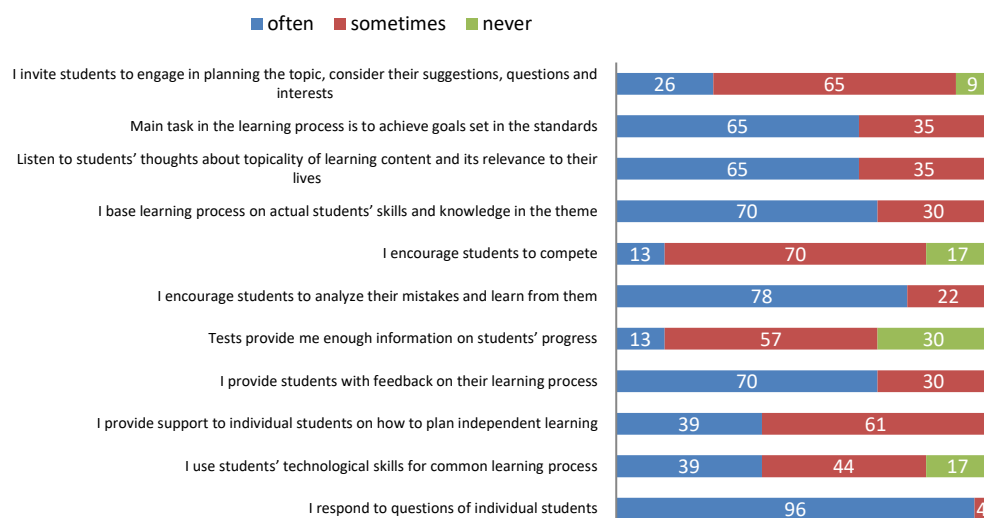 often sometimes never
I invite students to engage in planning the topic, consider their suggestions, questions and
interests
26 65 9
Main task in the learning process is to achieve goals set in the standards
65 35
Listen to students’ thoughts about topicality of learning content and its relevance to their
lives
65 35
I base learning process on actual students’ skills and knowledge in the theme
70 30
I encourage students to compete
13 70 17
I encourage students to analyze their mistakes and learn from them
78 22
Tests provide me enough information on students’ progress
13 57 30
I provide students with feedback on their learning process
70 30
I provide support to individual students on how to plan independent learning
39 61
I use students’ technological skills for common learning process
39 44 17
I respond to questions of individual students
96 4